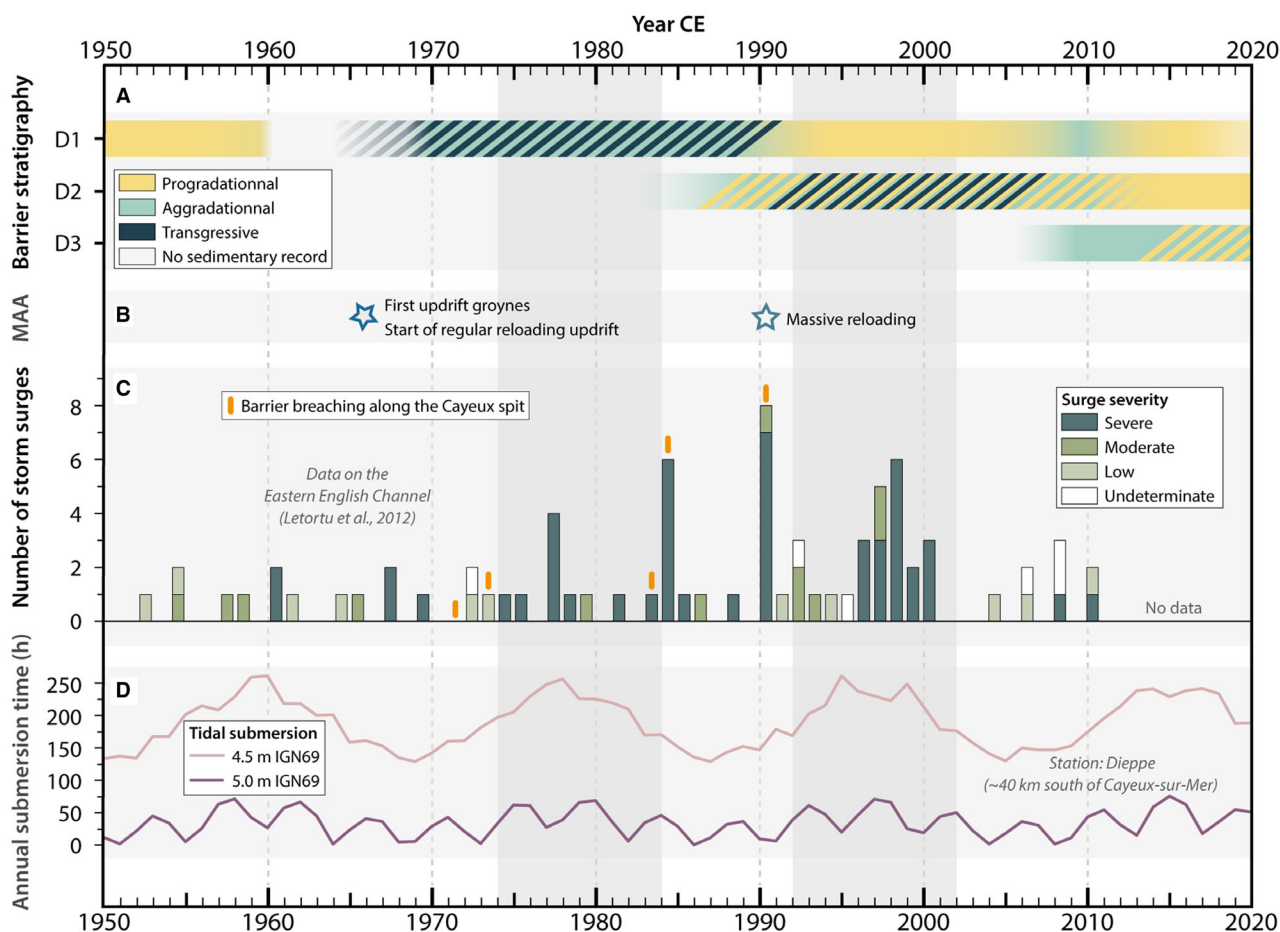 Year CE
1950 1960 1970 1980 1990 2000 2010 2020
Barrier stratigraphy
A
D1
D2
D3
Progradationnal
Aggradationnal
Transgressive
No sedimentary record
MAA
B
First updrift groynes
Start of regular reloading updrift
Massive reloading
Number of storm surges
C
8
6
4
2
0
Barrier breaching along the Cayeux spit
Data on the
Eastern English Channel
(Letortu et al., 2012)
Surge severity
Severe
Moderate
Low
Undeterminate
No data
Annual submersion time (h)
D
250
200
150
100
50
0
Tidal submersion
4.5 m IGN69
5.0 m IGN69
Station: Dieppe
(~40 km south of Cayeux-sur-Mer)
1950 1960 1970 1980 1990 2000 2010 2020